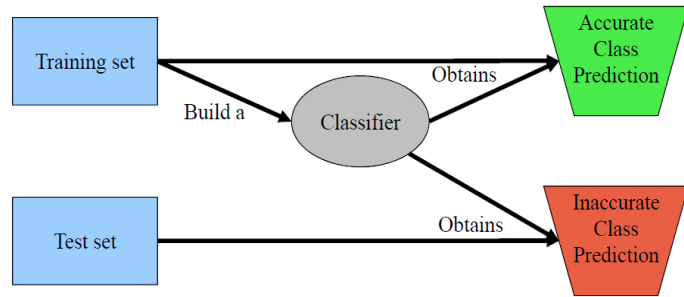 Training set
Build a
Classifier
Obtains
Accurate
Class
Prediction
Test set
Obtains
Inaccurate
Class
Prediction